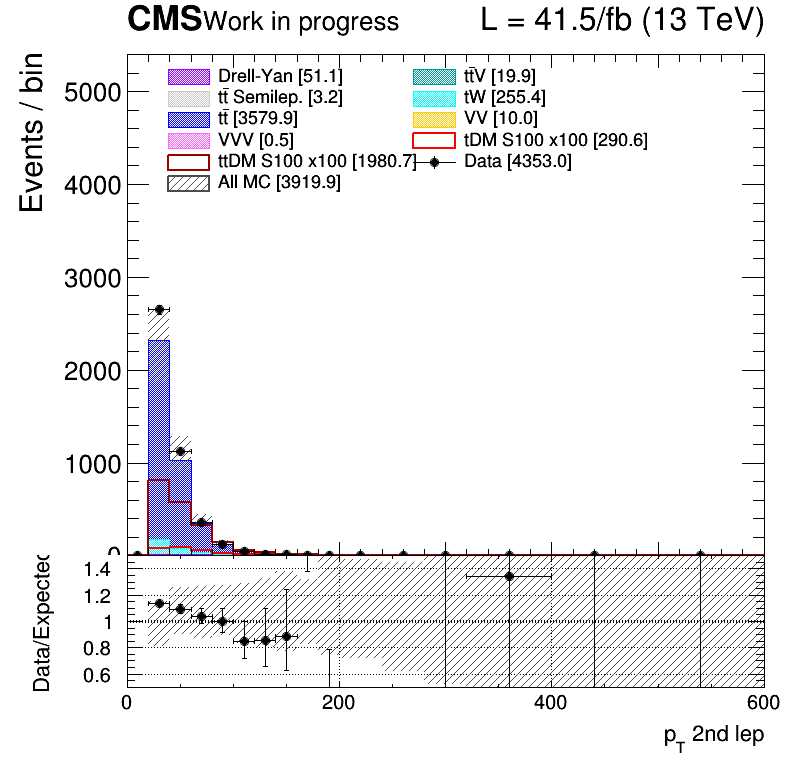 CMS Work in progress L = 41.5/fb (13 TeV)
Events / bin
5000
4000
3000
2000
1000
0
Drell-Yan [51.1]
tt̄ Semilep. [3.2]
tt̄ [3579.9]
VVV [0.5]
ttDM S100 x100 [1980.7]
All MC [3919.9]
tt̄V [19.9]
tW [255.4]
VV [10.0]
tDM S100 x100 [290.6]
Data [4353.0]
Data/Expected
1.4
1.2
1
0.8
0.6
0 200 400 600
p_T 2nd lep